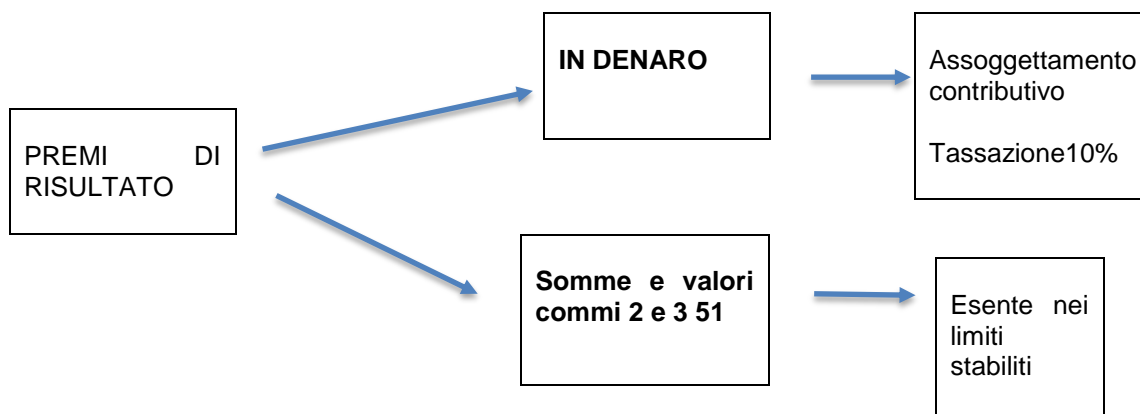 PREMI DI
RISULTATO
IN DENARO
Assoggettamento
contributivo
Tassazione10%
Somme e valori
commi 2 e 3 51
Esente nei
limiti
stabiliti